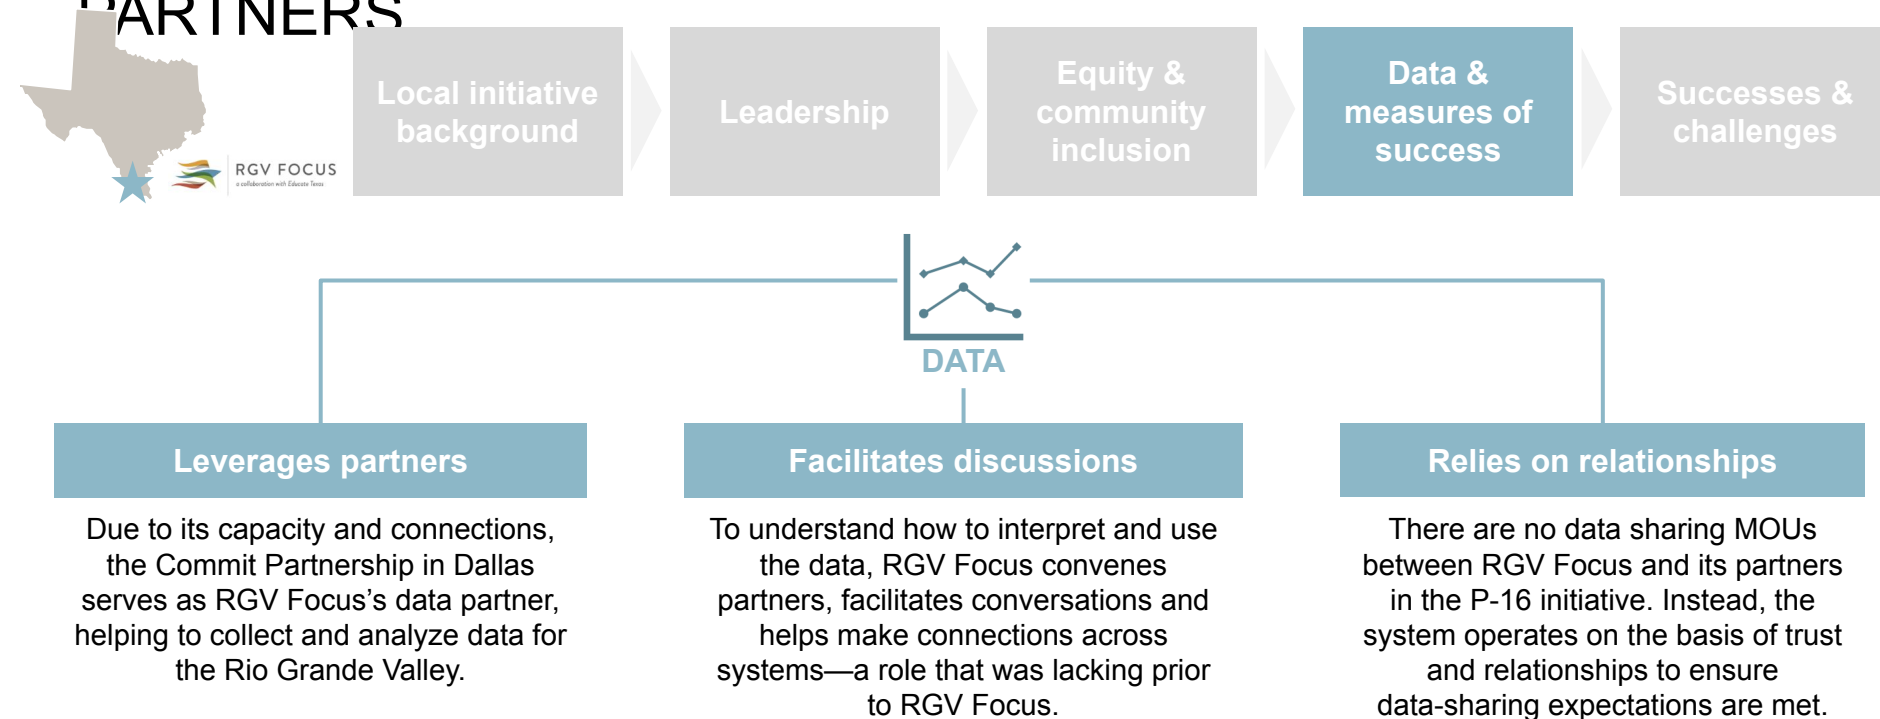 PARTNERS
Local initiative
background
Leadership
Equity &
community
inclusion
Data &
measures of
success
Successes &
challenges
RGV FOCUS
a collaboration with Educate Texas
DATA
Leverages partners
Due to its capacity and connections,
the Commit Partnership in Dallas
serves as RGV Focus’s data partner,
helping to collect and analyze data for
the Rio Grande Valley.
Facilitates discussions
To understand how to interpret and use
the data, RGV Focus convenes
partners, facilitates conversations and
helps make connections across
systems—a role that was lacking prior
to RGV Focus.
Relies on relationships
There are no data sharing MOUs
between RGV Focus and its partners
in the P-16 initiative. Instead, the
system operates on the basis of trust
and relationships to ensure
data-sharing expectations are met.